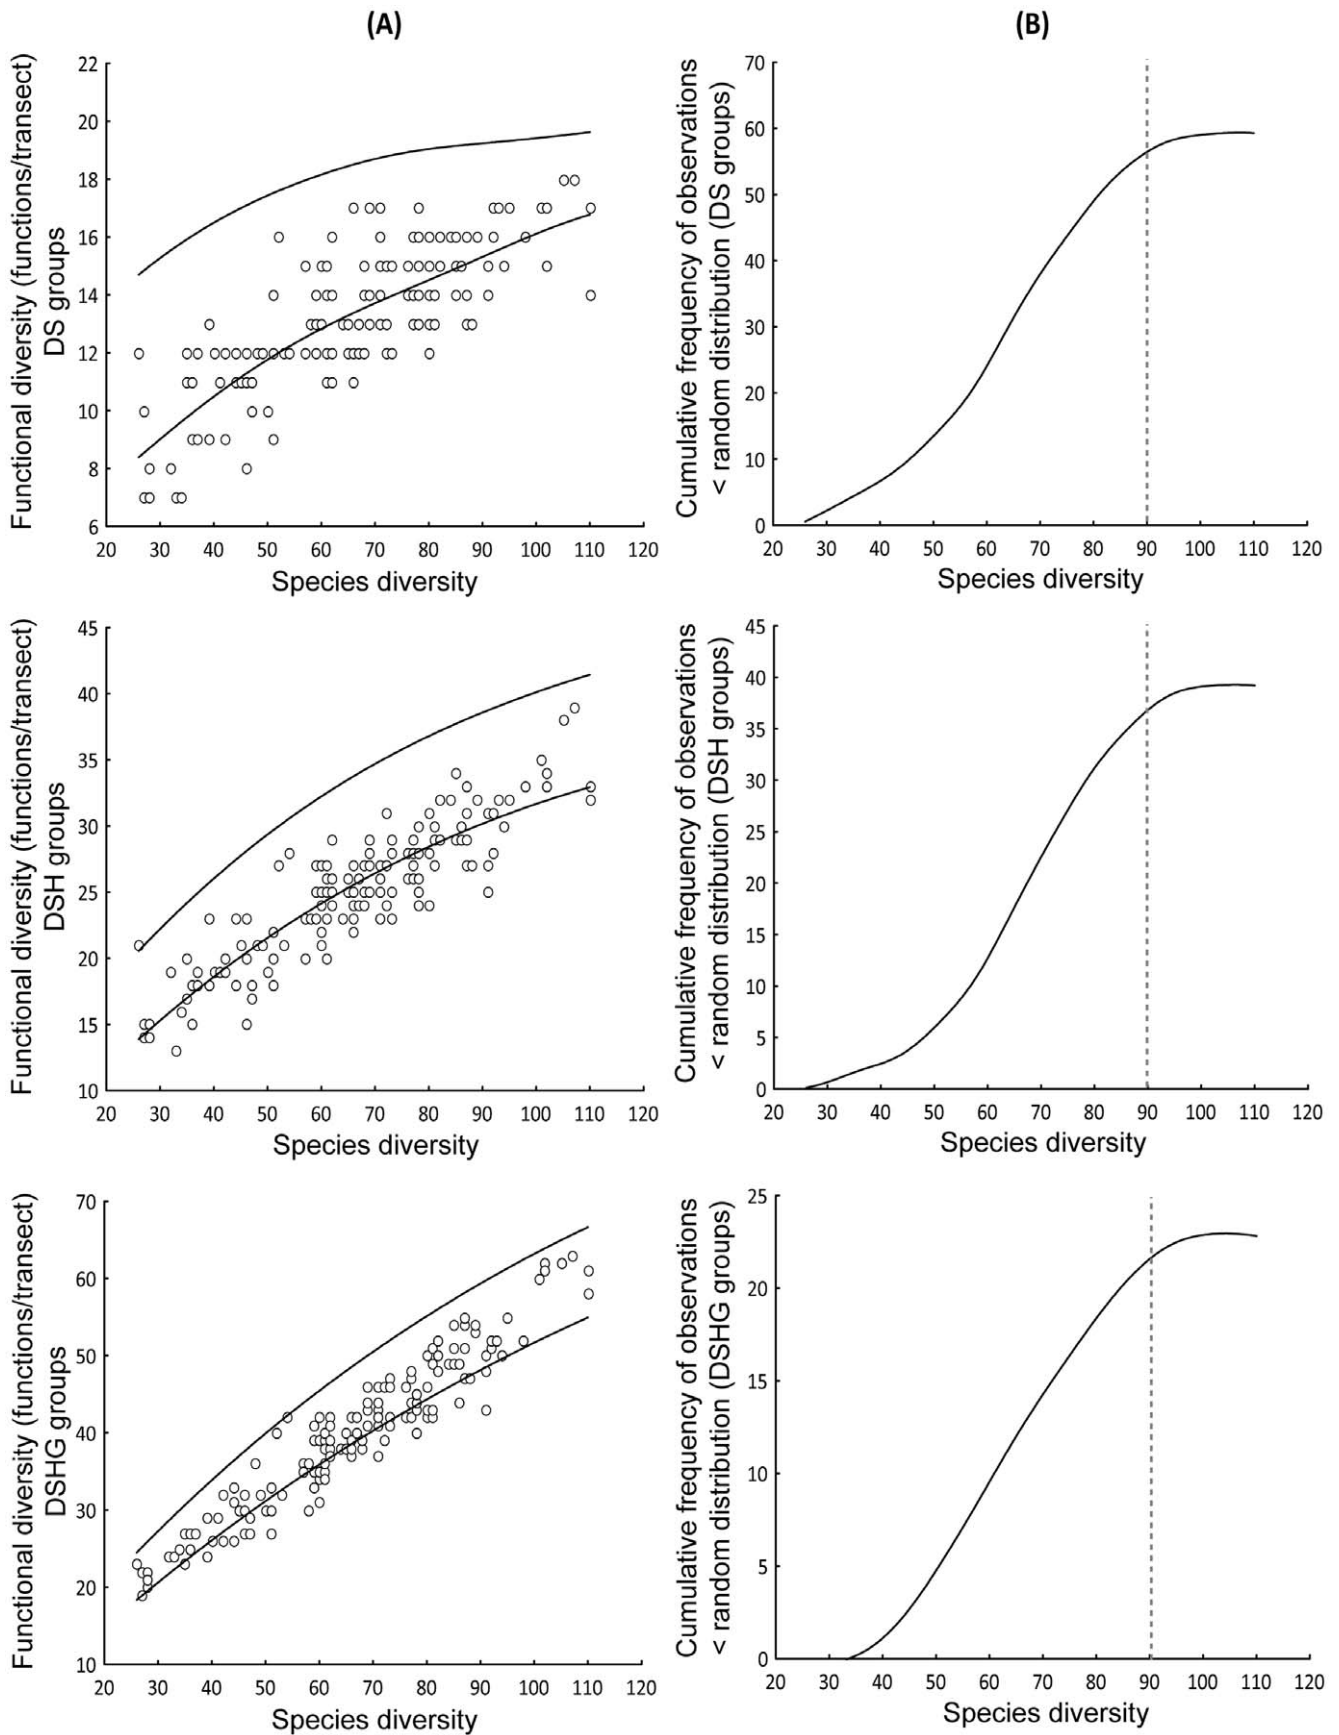 (A)
(B)
Functional diversity (functions/transect)
DS groups
22
20
18
16
14
12
10
8
6
20 30 40 50 60 70 80 90 100 110 120
Species diversity
Cumulative frequency of observations
< random distribution (DS groups)
70
60
50
40
30
20
10
0
20 30 40 50 60 70 80 90 100 110 120
Species diversity
Functional diversity (functions/transect)
DSH groups
45
40
35
30
25
20
15
10
20 30 40 50 60 70 80 90 100 110 120
Species diversity
Cumulative frequency of observations
< random distribution (DSH groups)
45
40
35
30
25
20
15
10
5
0
20 30 40 50 60 70 80 90 100 110 120
Species diversity
Functional diversity (functions/transect)
DSHG groups
70
60
50
40
30
20
10
20 30 40 50 60 70 80 90 100 110 120
Species diversity
Cumulative frequency of observations
< random distribution (DSHG groups)
25
20
15
10
5
0
20 30 40 50 60 70 80 90 100 110 120
Species diversity